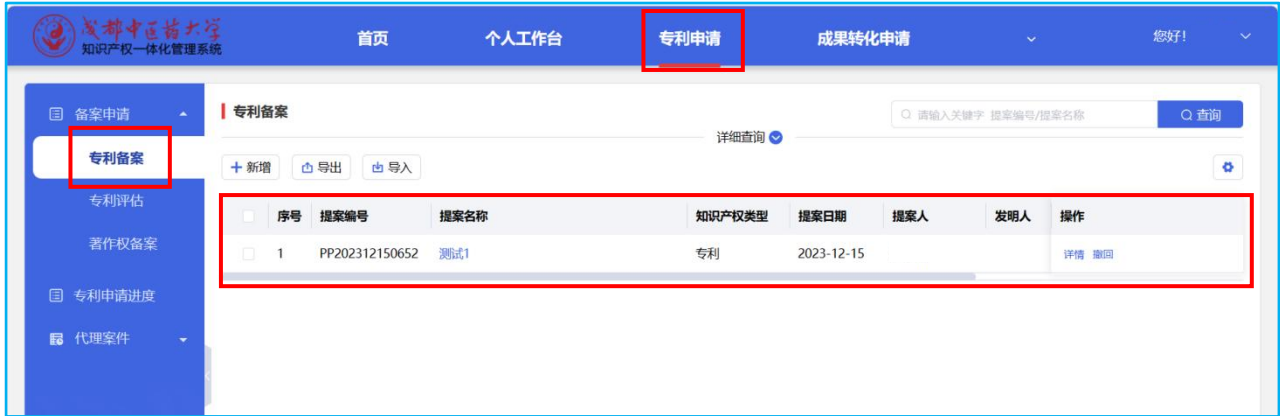 成都中医药大学
知识产权一体化管理系统
首页 个人工作台 专利申请 成果转化申请 您好!
备案申请
专利备案
专利评估
著作权备案
专利申请进度
代理案件
专利备案
请输入关键字 提案编号/提案名称 查询
详细查询
新增 导出 导入
序号 提案编号 提案名称 知识产权类型 提案日期 提案人 发明人 操作
1 PP202312150652 测试1 专利 2023-12-15 详情 撤回